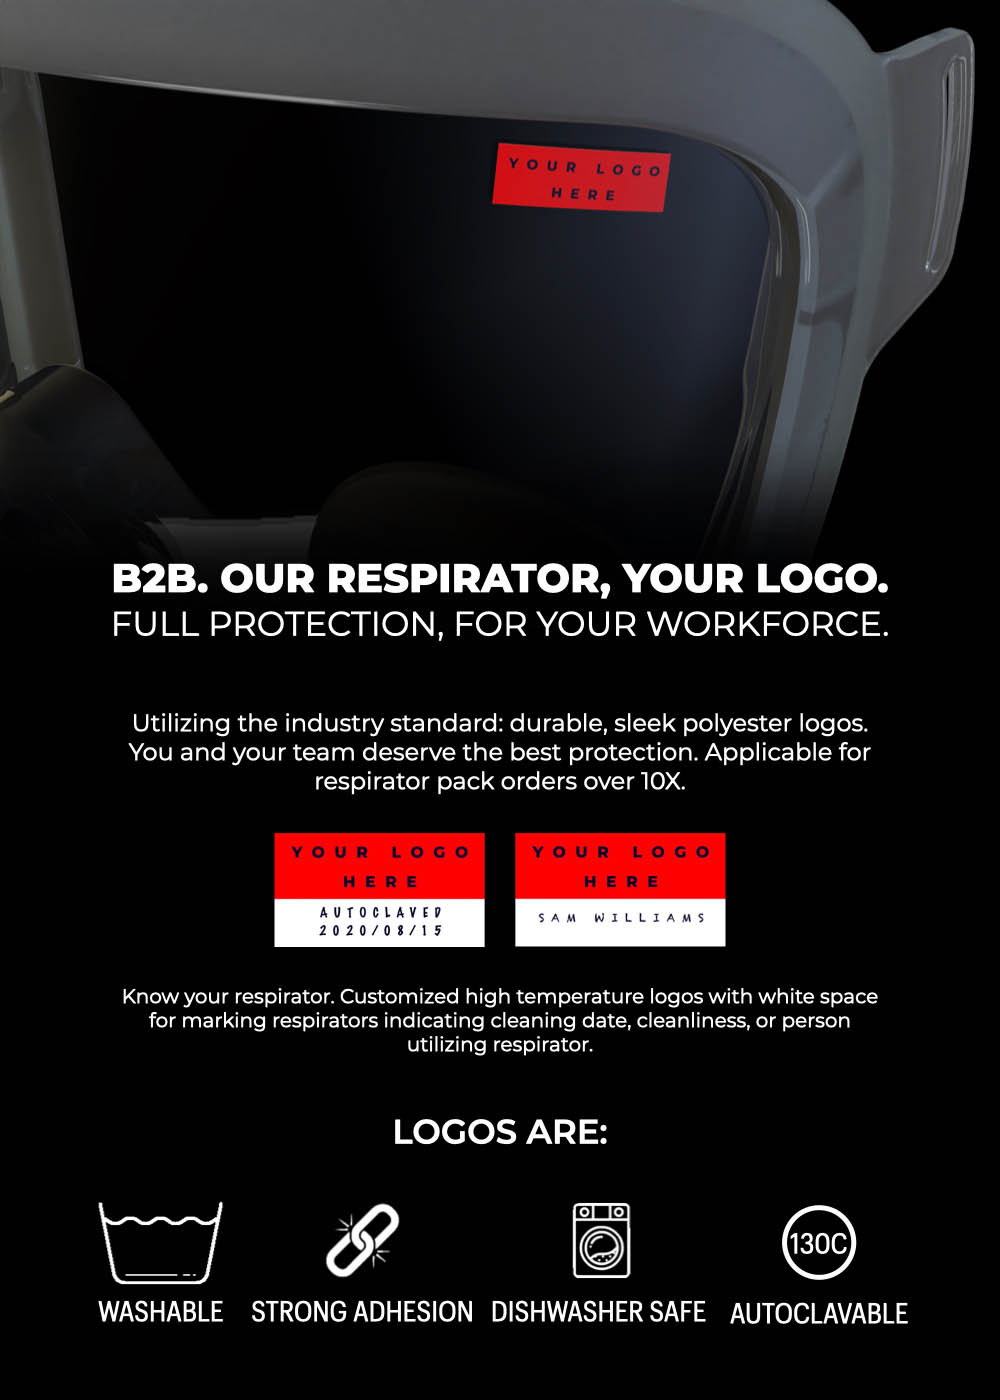 YOUR LOGO
HERE
B2B. OUR RESPIRATOR, YOUR LOGO.
FULL PROTECTION, FOR YOUR WORKFORCE.
Utilizing the industry standard: durable, sleek polyester logos.
You and your team deserve the best protection. Applicable for
respirator pack orders over 10X.
YOUR LOGO
HERE
AUTOCLAVED
2020/08/15
YOUR LOGO
HERE
SAM WILLIAMS
Know your respirator. Customized high temperature logos with white space
for marking respirators indicating cleaning date, cleanliness, or person
utilizing respirator.
LOGOS ARE:
130C
WASHABLE STRONG ADHESION DISHWASHER SAFE AUTOCLAVABLE